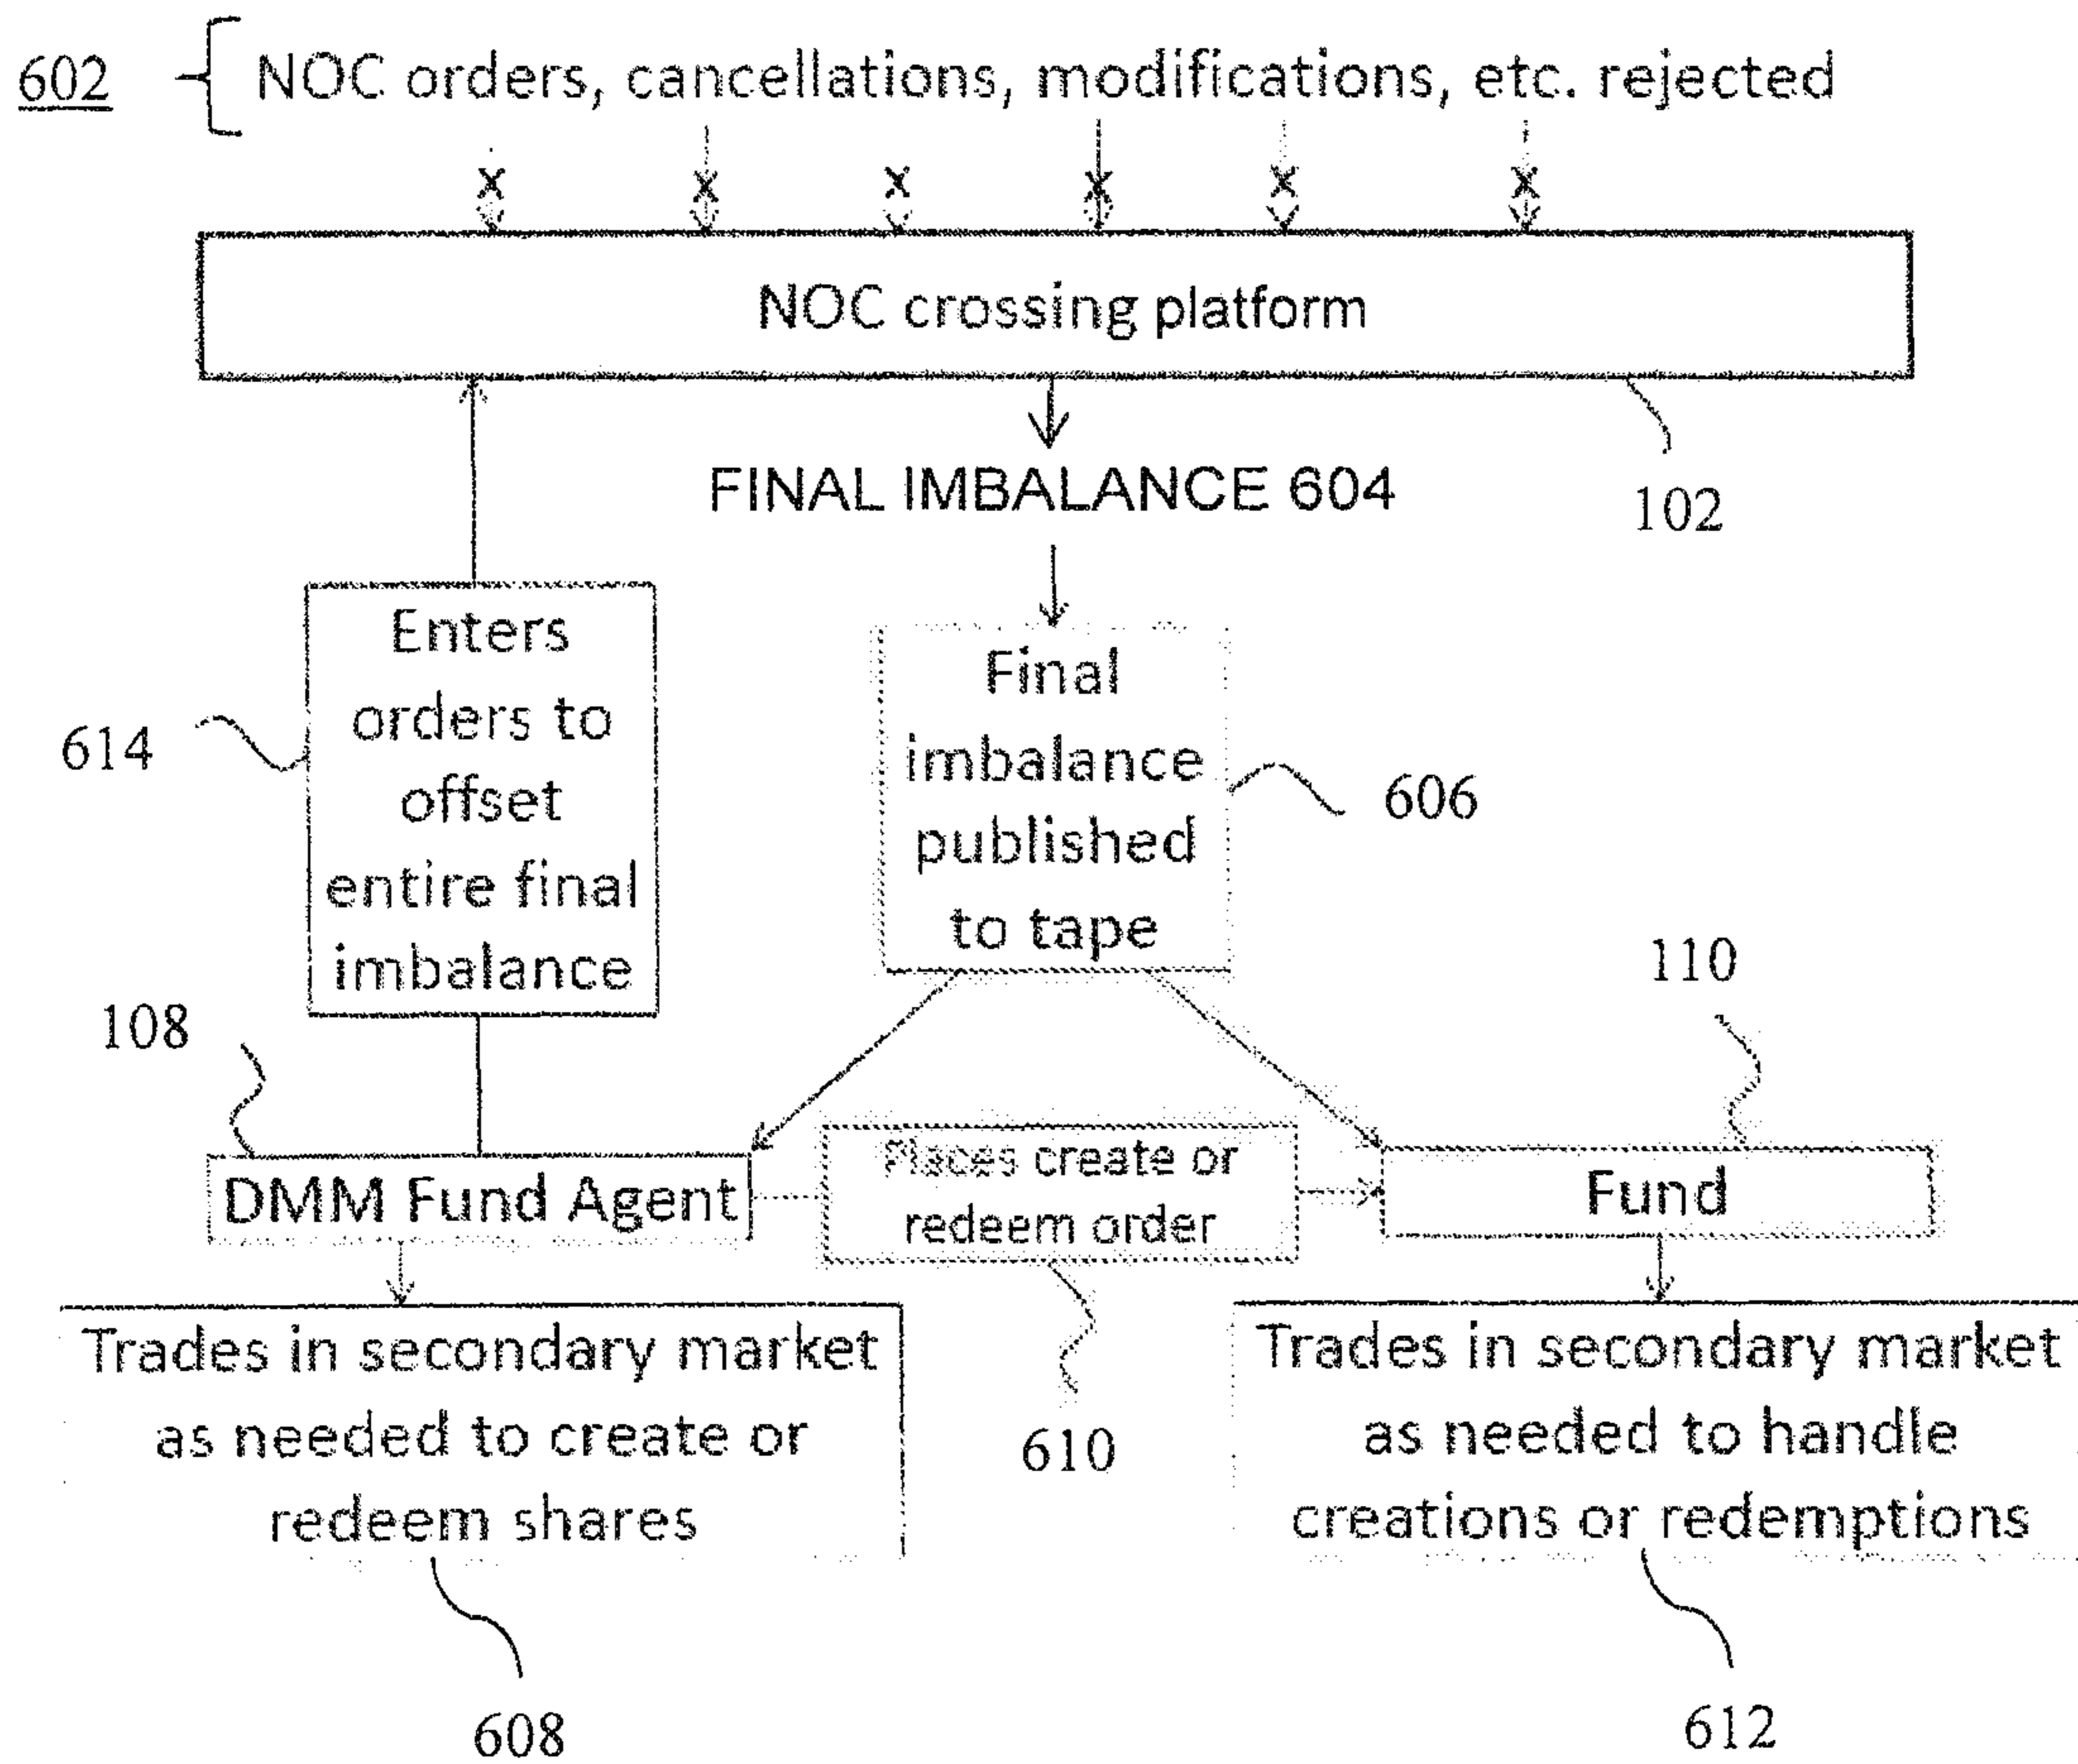 602
NOC orders, cancellations, modifications, etc. rejected
x x x x x x
NOC crossing platform
102
FINAL IMBALANCE 604
Enters
orders to
offset
entire final
imbalance
614
Final
imbalance
published
to tape
606
108
110
DMM Fund Agent
Places create or
redeem order
Fund
610
Trades in secondary market
as needed to create or
redeem shares
608
Trades in secondary market
as needed to handle
creations or redemptions
612